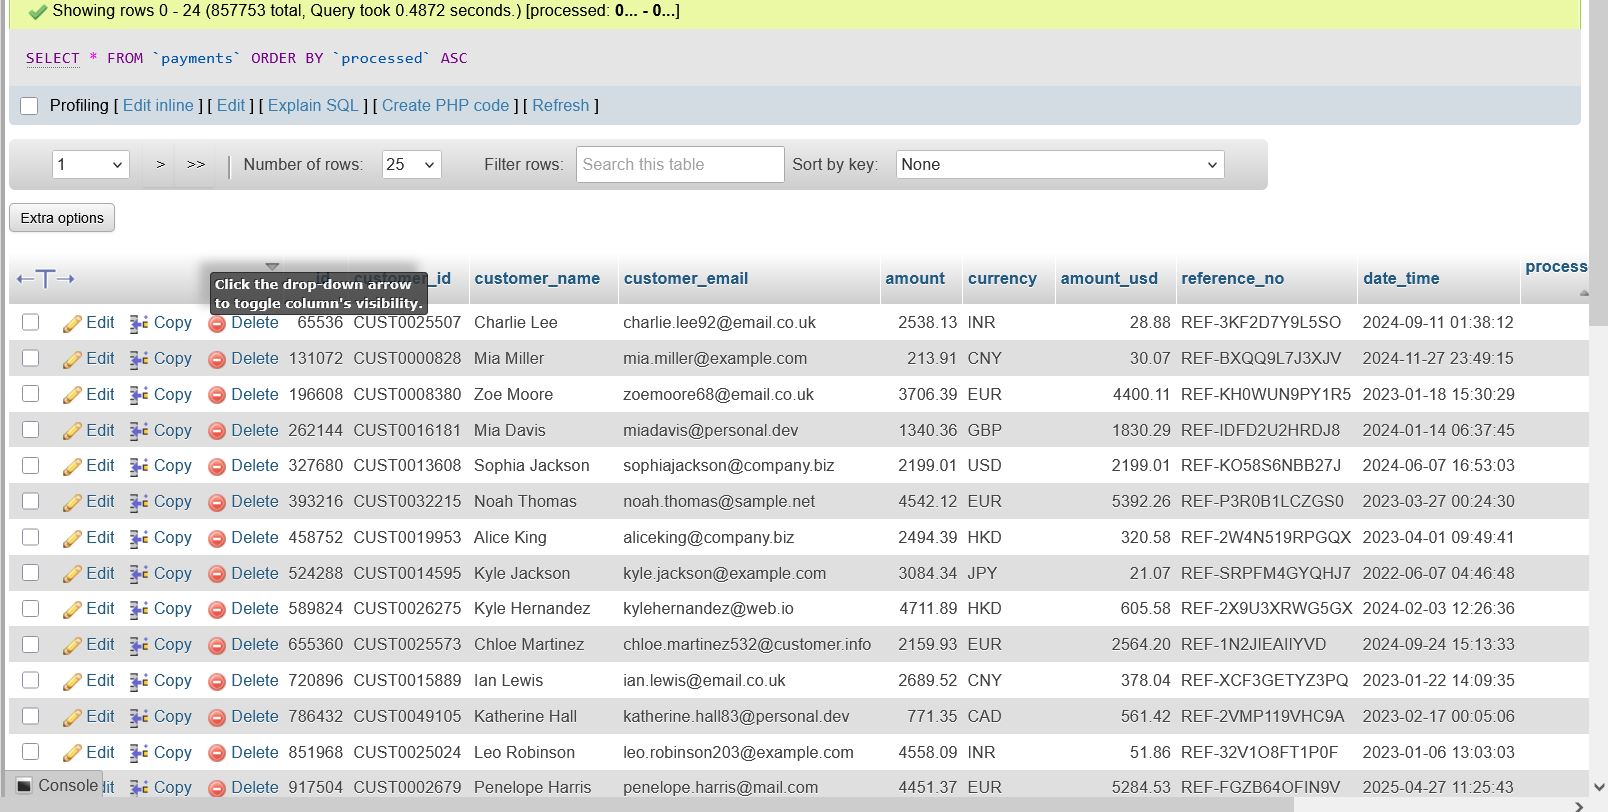 Showing rows 0 - 24 (857753 total, Query took 0.4872 seconds.) [processed: 0... - 0...]
SELECT * FROM `payments` ORDER BY `processed` ASC
Profiling [ Edit inline ] [ Edit ] [ Explain SQL ] [ Create PHP code ] [ Refresh ]
1 > >> Number of rows: 25 Filter rows: Search this table Sort by key: None
Extra options
id customer_id customer_name customer_email amount currency amount_usd reference_no date_time process
Click the drop-down arrow
to toggle column's visibility.
Edit Copy Delete 65536 CUST0025507 Charlie Lee charlie.lee92@email.co.uk 2538.13 INR 28.88 REF-3KF2D7Y9L5SO 2024-09-11 01:38:12
Edit Copy Delete 131072 CUST0000828 Mia Miller mia.miller@example.com 213.91 CNY 30.07 REF-BXQQ9L7J3XJV 2024-11-27 23:49:15
Edit Copy Delete 196608 CUST0008380 Zoe Moore zoemoore68@email.co.uk 3706.39 EUR 4400.11 REF-KH0WUN9PY1R5 2023-01-18 15:30:29
Edit Copy Delete 262144 CUST0016181 Mia Davis miadavis@personal.dev 1340.36 GBP 1830.29 REF-IDFD2U2HRDJ8 2024-01-14 06:37:45
Edit Copy Delete 327680 CUST0013608 Sophia Jackson sophiajackson@company.biz 2199.01 USD 2199.01 REF-KO58S6NBB27J 2024-06-07 16:53:03
Edit Copy Delete 393216 CUST0032215 Noah Thomas noah.thomas@sample.net 4542.12 EUR 5392.26 REF-P3R0B1LCZGS0 2023-03-27 00:24:30
Edit Copy Delete 458752 CUST0019953 Alice King aliceking@company.biz 2494.39 HKD 320.58 REF-2W4N519RPGQX 2023-04-01 09:49:41
Edit Copy Delete 524288 CUST0014595 Kyle Jackson kyle.jackson@example.com 3084.34 JPY 21.07 REF-SRPFM4GYQHJ7 2022-06-07 04:46:48
Edit Copy Delete 589824 CUST0026275 Kyle Hernandez kylehernandez@web.io 4711.89 HKD 605.58 REF-2X9U3XRWG5GX 2024-02-03 12:26:36
Edit Copy Delete 655360 CUST0025573 Chloe Martinez chloe.martinez532@customer.info 2159.93 EUR 2564.20 REF-1N2JIEAIIYVD 2024-09-24 15:13:33
Edit Copy Delete 720896 CUST0015889 Ian Lewis ian.lewis@email.co.uk 2689.52 CNY 378.04 REF-XCF3GETYZ3PQ 2023-01-22 14:09:35
Edit Copy Delete 786432 CUST0049105 Katherine Hall katherine.hall83@personal.dev 771.35 CAD 561.42 REF-2VMP119VHC9A 2023-02-17 00:05:06
Edit Copy Delete 851968 CUST0025024 Leo Robinson leo.robinson203@example.com 4558.09 INR 51.86 REF-32V1O8FT1P0F 2023-01-06 13:03:03
Console dit Copy Delete 917504 CUST0002679 Penelope Harris penelope.harris@mail.com 4451.37 EUR 5284.53 REF-FGZB64OFIN9V 2025-04-27 11:25:43